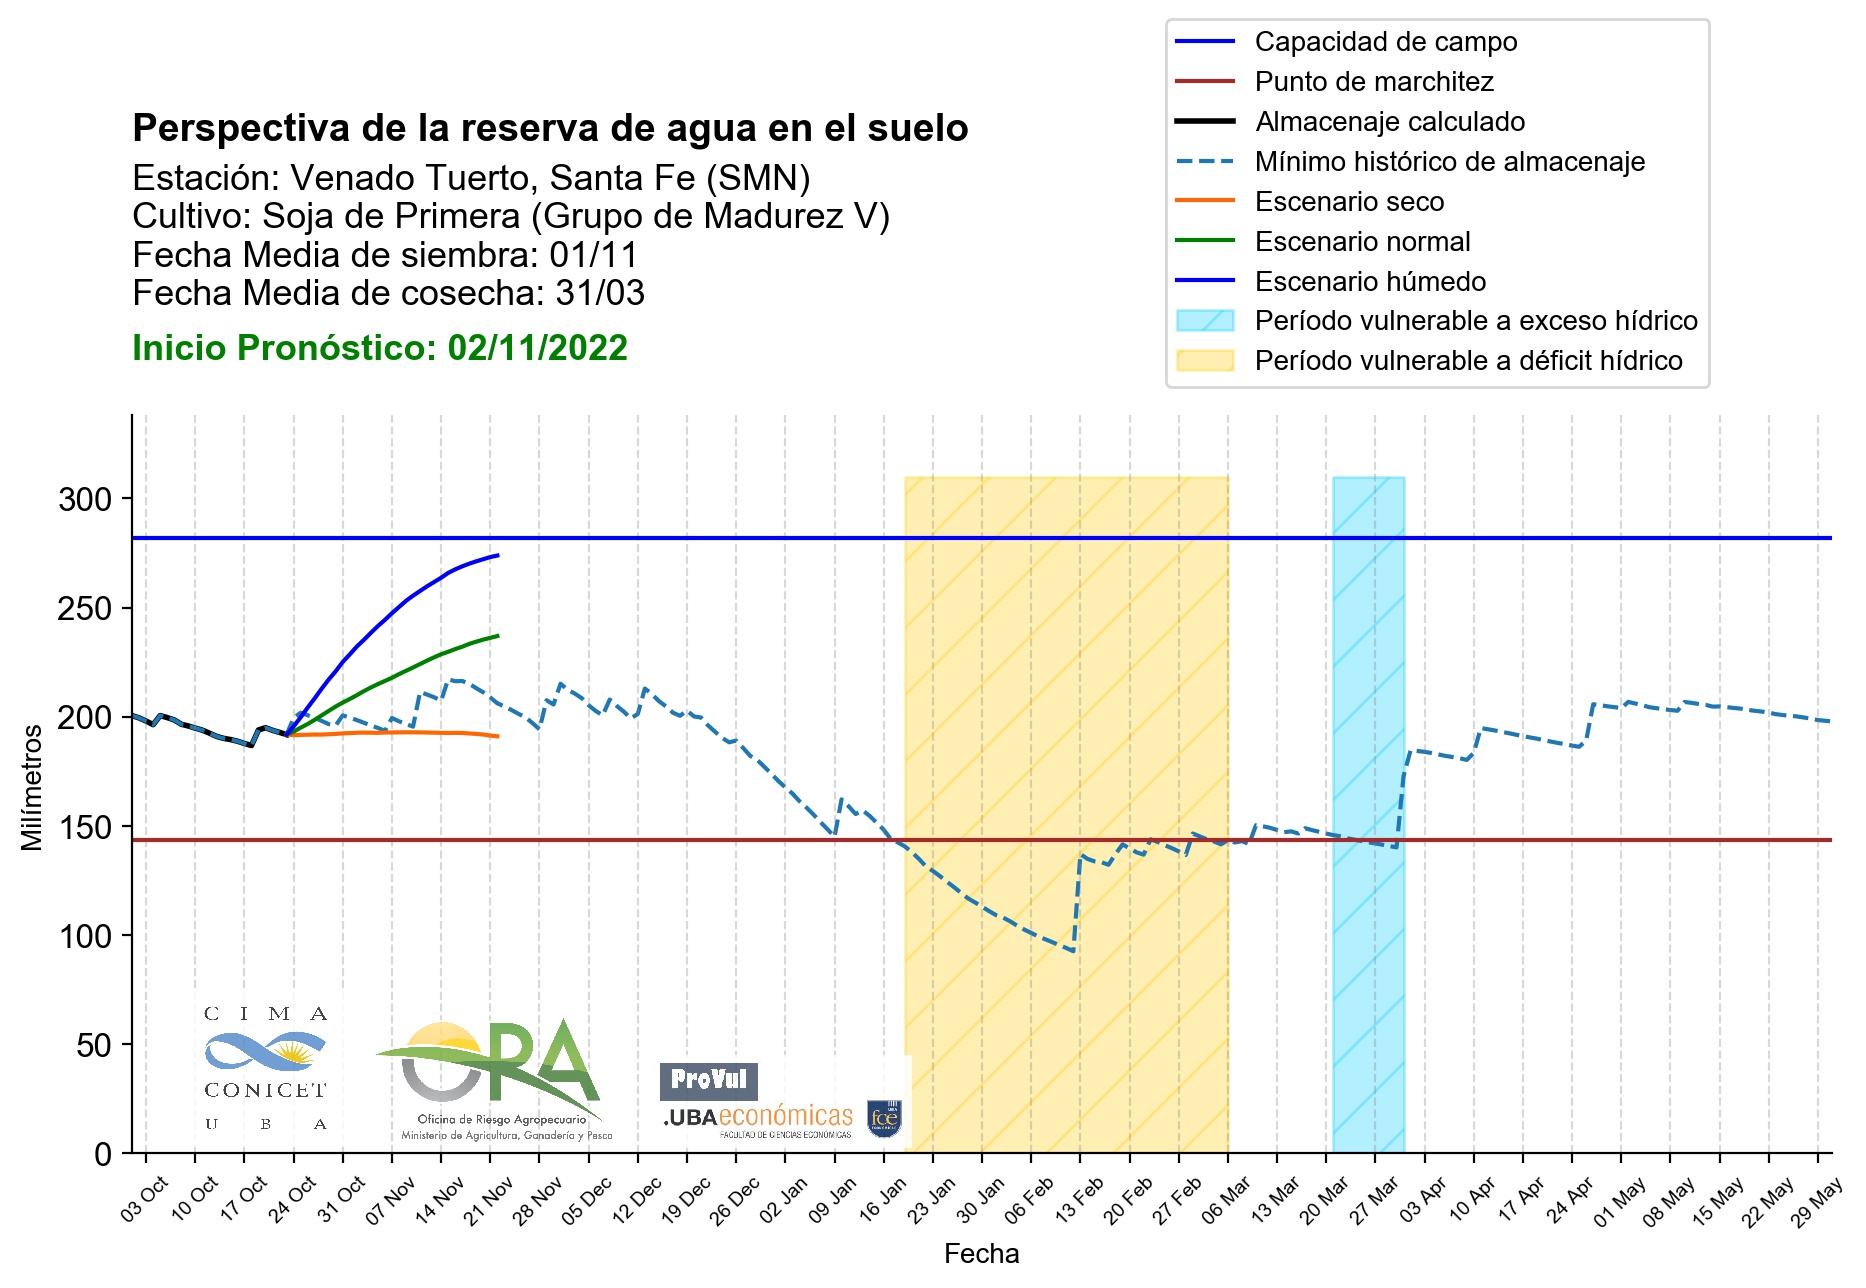 Capacidad de campo
Punto de marchitez
Almacenaje calculado
Mínimo histórico de almacenaje
Escenario seco
Escenario normal
Escenario húmedo
Período vulnerable a exceso hídrico
Período vulnerable a déficit hídrico
Perspectiva de la reserva de agua en el suelo
Estación: Venado Tuerto, Santa Fe (SMN)
Cultivo: Soja de Primera (Grupo de Madurez V)
Fecha Media de siembra: 01/11
Fecha Media de cosecha: 31/03
Inicio Pronóstico: 02/11/2022
Milímetros
300
250
200
150
100
50
0
CIMA
CONICET
UBA
ORA
Oficina de Riesgo Agropecuario
Ministerio de Agricultura, Ganadería y Pesca
ProVul
.UBAeconómicas
FACULTAD DE CIENCIAS ECONÓMICAS
fce
03 Oct
10 Oct
17 Oct
24 Oct
31 Oct
07 Nov
14 Nov
21 Nov
28 Nov
05 Dec
12 Dec
19 Dec
26 Dec
02 Jan
09 Jan
16 Jan
23 Jan
30 Jan
06 Feb
13 Feb
20 Feb
27 Feb
06 Mar
13 Mar
20 Mar
27 Mar
03 Apr
10 Apr
17 Apr
24 Apr
01 May
08 May
15 May
22 May
29 May
Fecha